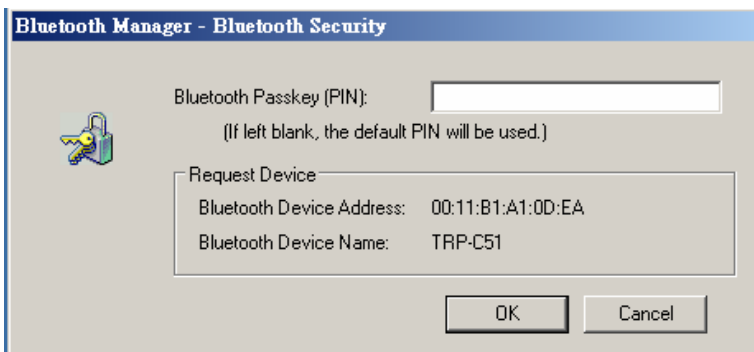 Bluetooth Manager - Bluetooth Security
Bluetooth Passkey (PIN):
(If left blank, the default PIN will be used.)
Request Device
Bluetooth Device Address: 00:11:B1:A1:0D:EA
Bluetooth Device Name: TRP-C51
OK Cancel